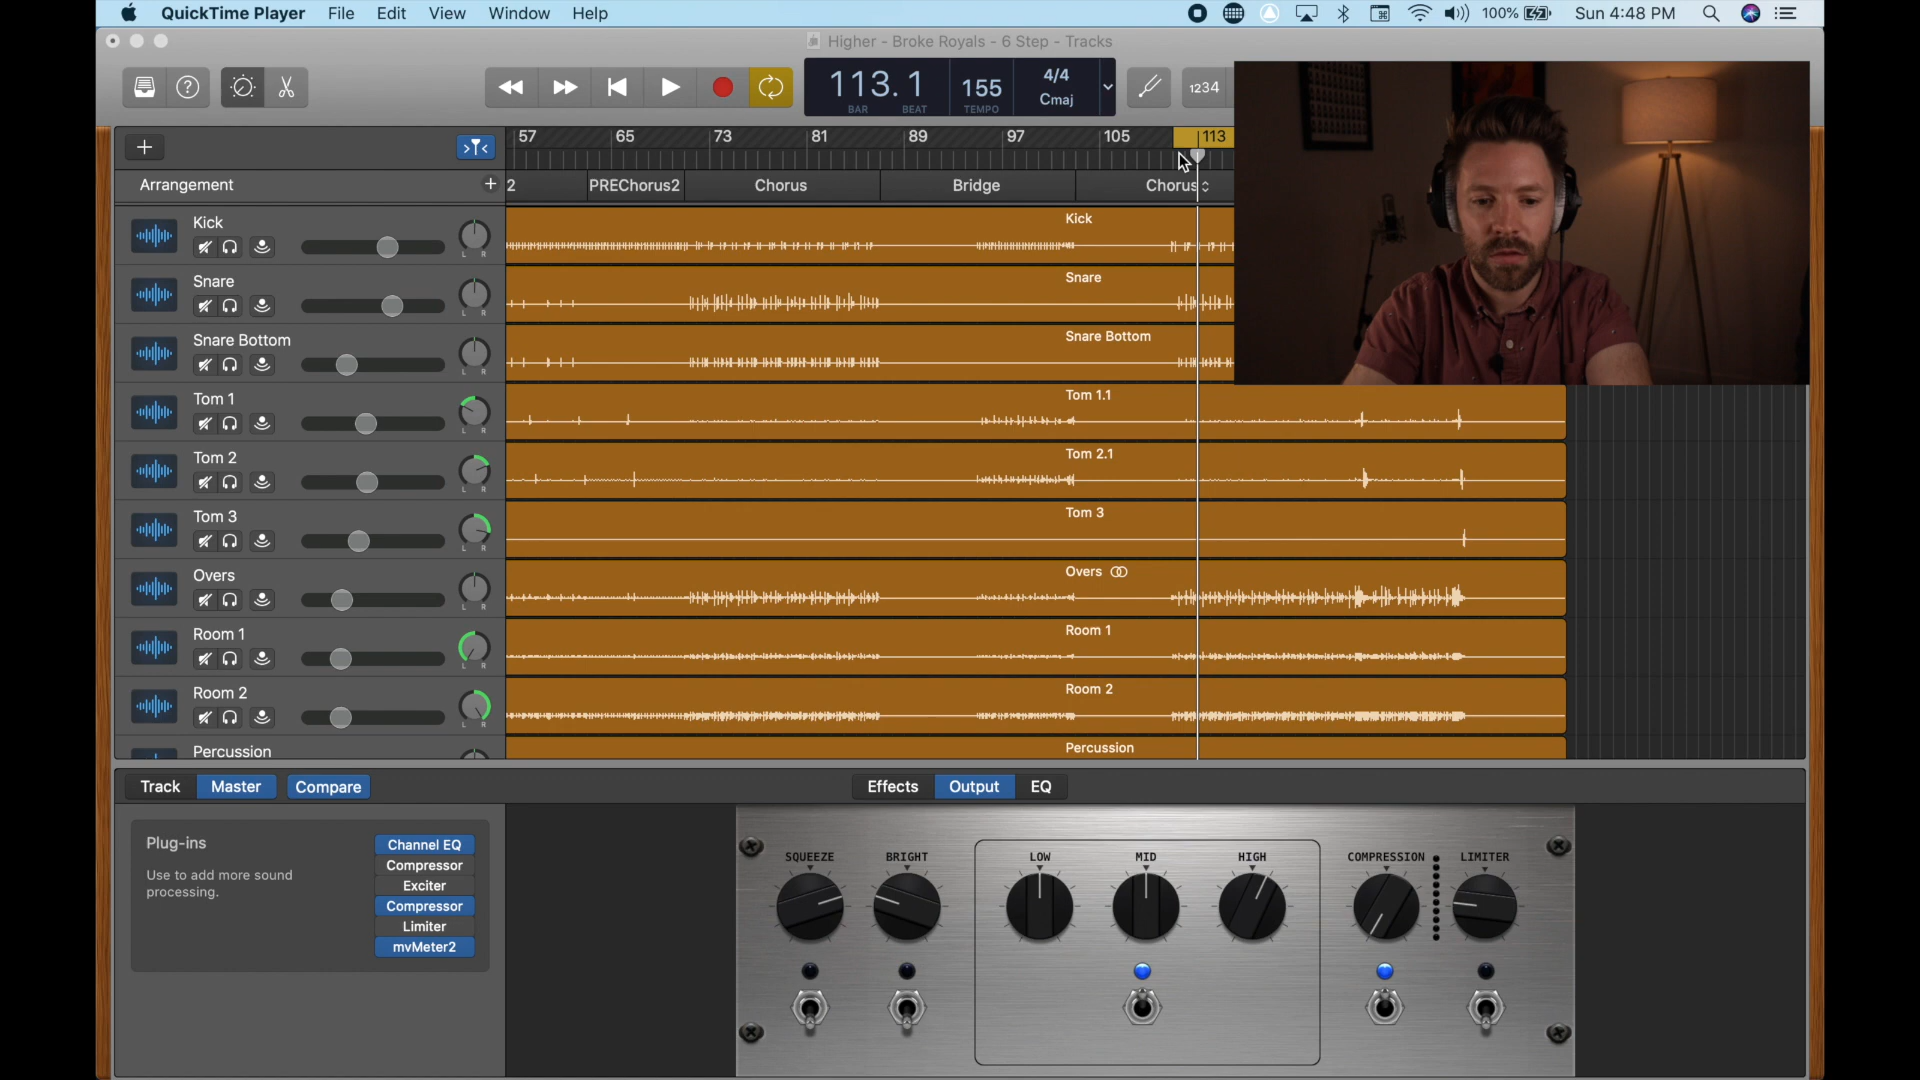 QuickTime Player File Edit View Window Help 100% Sun 4:48 PM
Higher - Broke Royals - 6 Step - Tracks
113.1 155 4/4 Cmaj 1234
BAR BEAT TEMPO
57 65 73 81 89 97 105 113
Arrangement 2 PREChorus2 Chorus Bridge Chorus
Kick Kick
L R
Snare Snare
L R
Snare Bottom Snare Bottom
L R
Tom 1 Tom 1.1
L R
Tom 2 Tom 2.1
L R
Tom 3 Tom 3
L R
Overs Overs
L R
Room 1 Room 1
L R
Room 2 Room 2
L R
Percussion Percussion
Track Master Compare Effects Output EQ
Plug-ins
Use to add more sound
processing.
Channel EQ
Compressor
Exciter
Compressor
Limiter
mvMeter2
SQUEEZE BRIGHT LOW MID HIGH COMPRESSION LIMITER